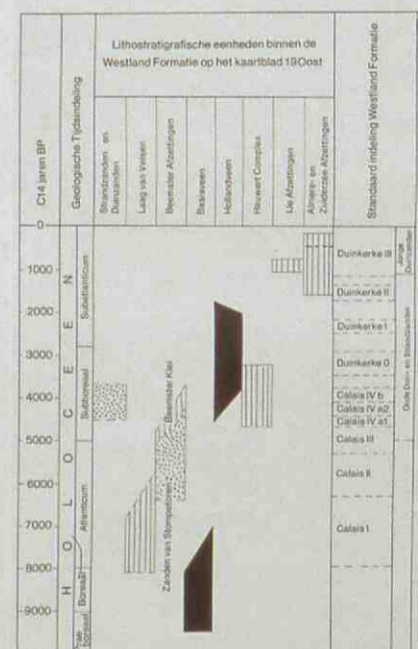 Lithostratigrafische eenheden binnen de
Westland Formatie op het kaartblad 19Oost
C14 jaren BP
Geologische Tijdsindeling
Strandzanden en
Duinzanden
Laag van Velsen
Beemster Afzettingen
Basisveen
Hollandveen
Hauwert Complex
IJe Afzettingen
Almere- en
Zuiderzee Afzettingen
Standaard indeling Westland Formatie
0
1000
2000
3000
4000
5000
6000
7000
8000
9000
HOLOCEEN
Subatlanticum
Subboreaal
Atlanticum
Boreaal
boreaal
Zanden van Stompetoren
Beemster Klei
Duinkerke III
Duinkerke II
Duinkerke I
Duinkerke 0
Calais IV b
Calais IV a2
Calais IV a1
Calais III
Calais II
Calais I
Jonge
Duinzanden
Oude Duin- en Strandzanden